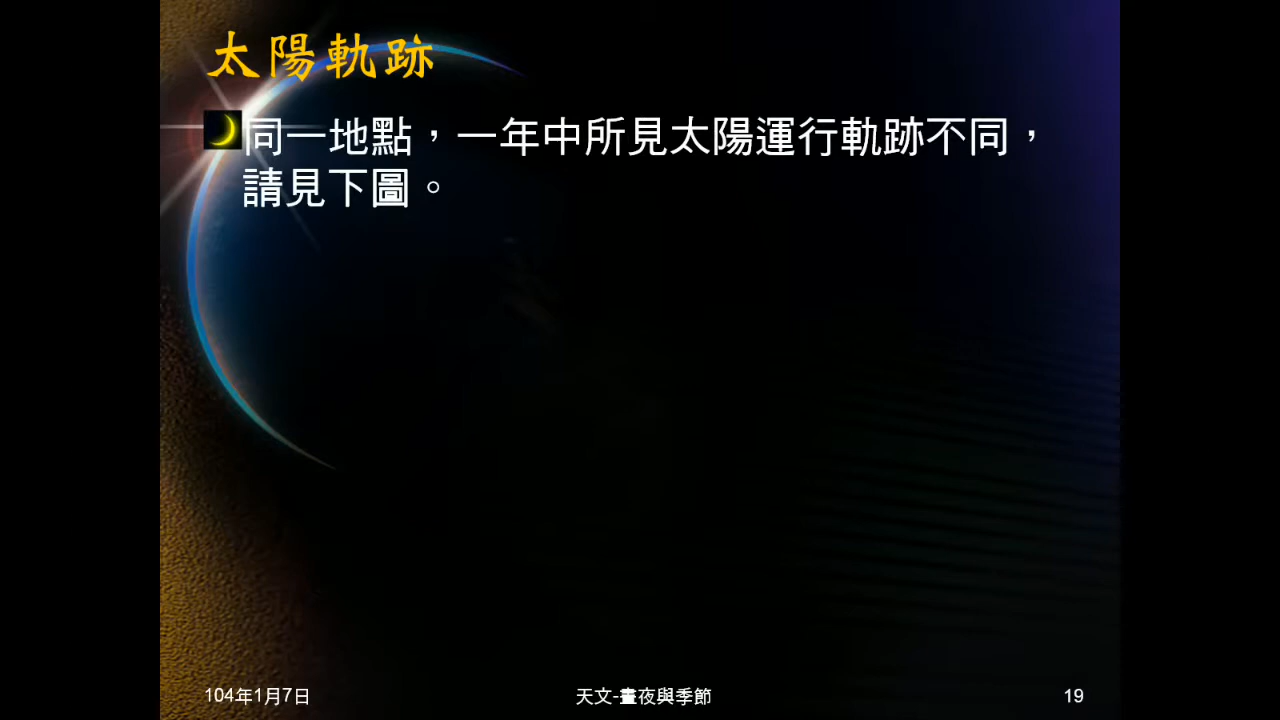 太陽軌跡
同一地點，一年中所見太陽運行軌跡不同，
請見下圖。
104年1月7日
天文-晝夜與季節
19